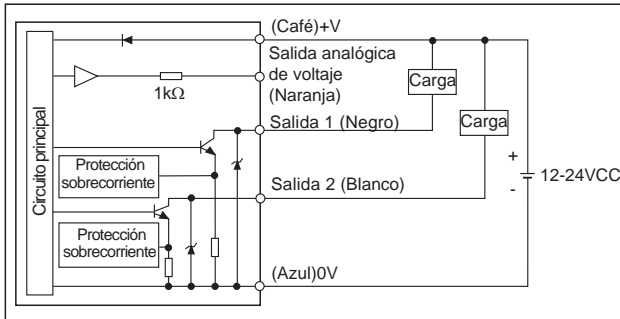 (Café)+V
Salida analógica
de voltaje
(Naranja)
1kΩ
Carga
Carga
Salida 1 (Negro)
Circuito principal
Protección
sobrecorriente
+
12-24VCC
-
Salida 2 (Blanco)
Protección
sobrecorriente
(Azul)0V